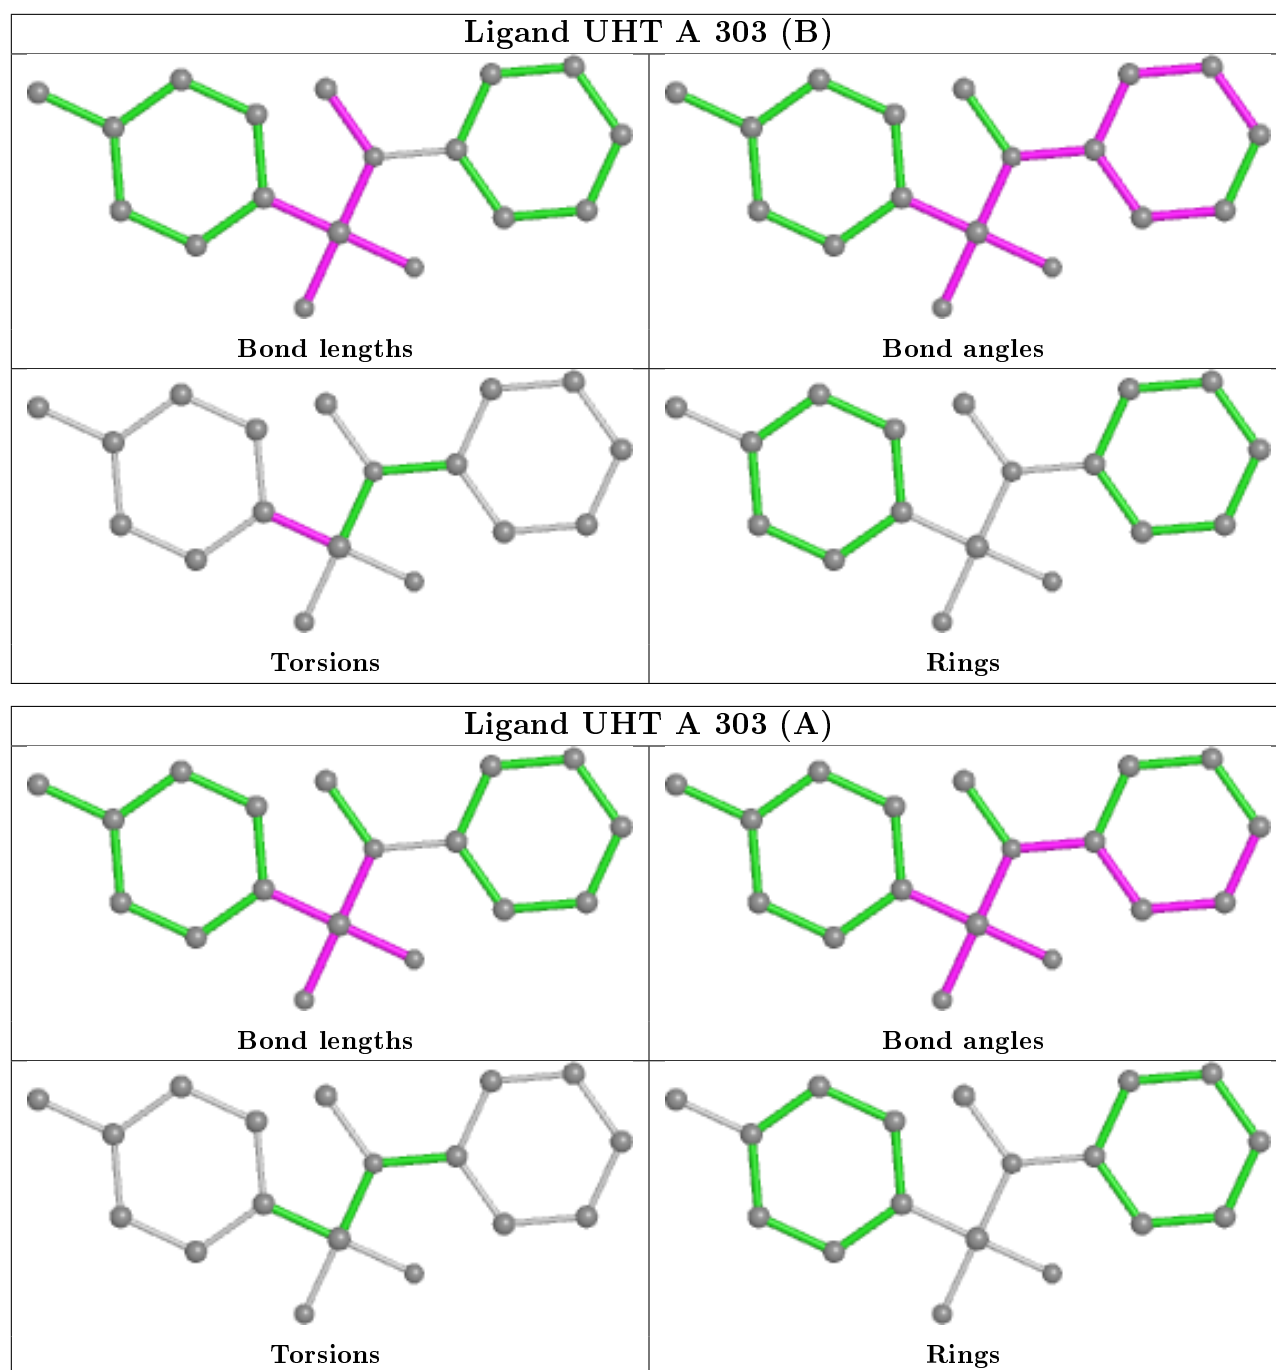 Ligand UHT A 303 (B)
Bond lengths
Bond angles
Torsions
Rings
Ligand UHT A 303 (A)
Bond lengths
Bond angles
Torsions
Rings